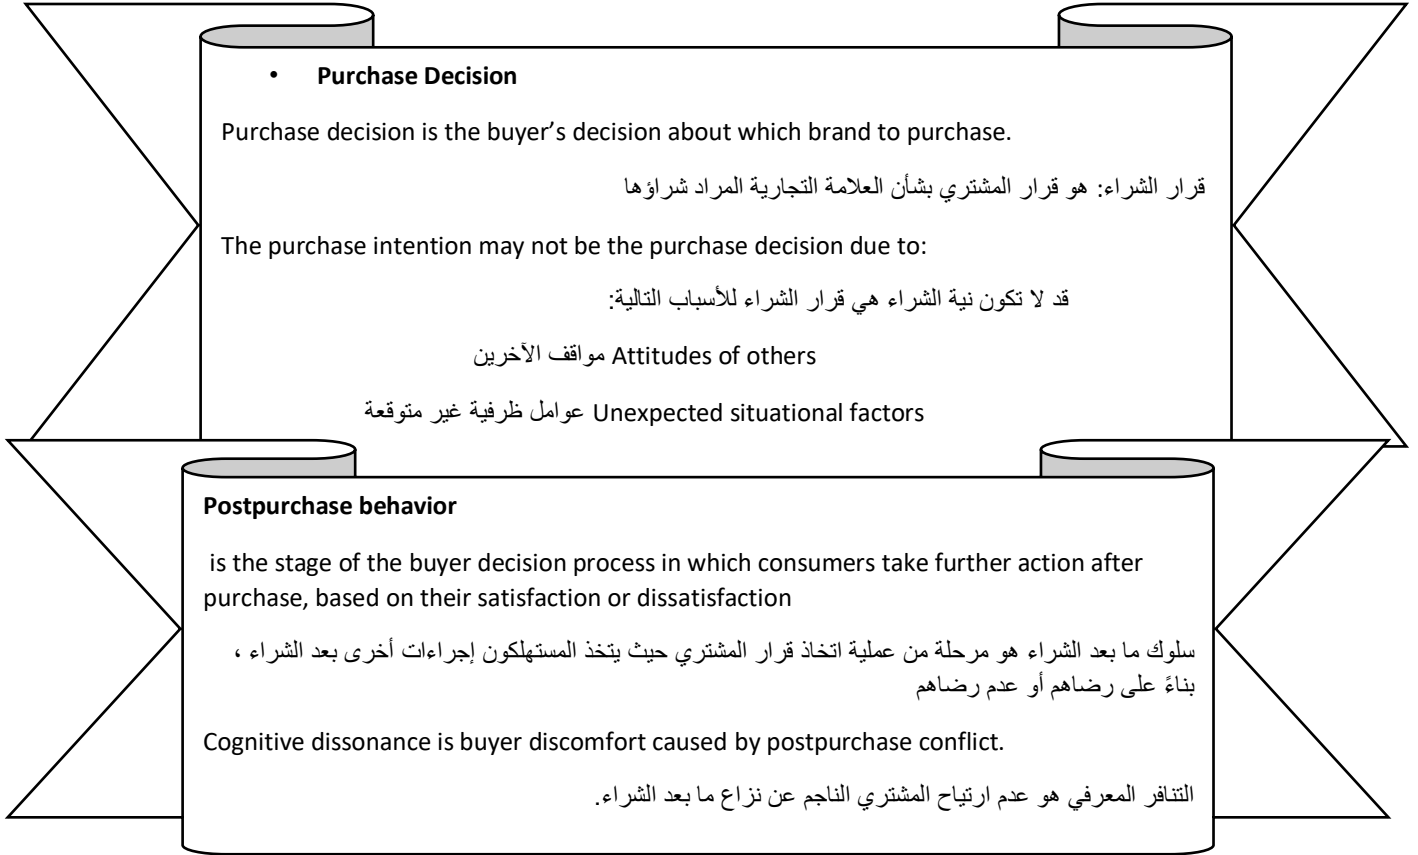 • Purchase Decision
Purchase decision is the buyer’s decision about which brand to purchase.
قرار الشراء: هو قرار المشتري بشأن العلامة التجارية المراد شراؤها
The purchase intention may not be the purchase decision due to:
قد لا تكون نية الشراء هي قرار الشراء للأسباب التالية:
Attitudes of others مواقف الآخرين
Unexpected situational factors عوامل ظرفية غير متوقعة
Postpurchase behavior
is the stage of the buyer decision process in which consumers take further action after
purchase, based on their satisfaction or dissatisfaction
سلوك ما بعد الشراء هو مرحلة من عملية اتخاذ قرار المشتري حيث يتخذ المستهلكون إجراءات أخرى بعد الشراء ،
بناءً على رضاهم أو عدم رضاهم
Cognitive dissonance is buyer discomfort caused by postpurchase conflict.
التنافر المعرفي هو عدم ارتياح المشتري الناجم عن نزاع ما بعد الشراء.